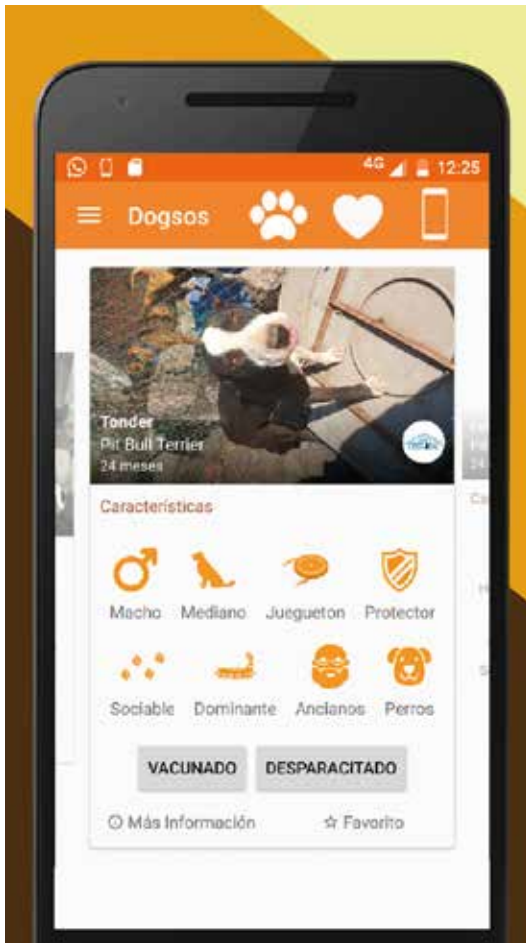 4G 12:25
Dogsos
Tonder
Pit Bull Terrier
24 meses
Características
Macho Mediano Juegueton Protector
Sociable Dominante Ancianos Perros
VACUNADO DESPARACITADO
Más Información Favorito